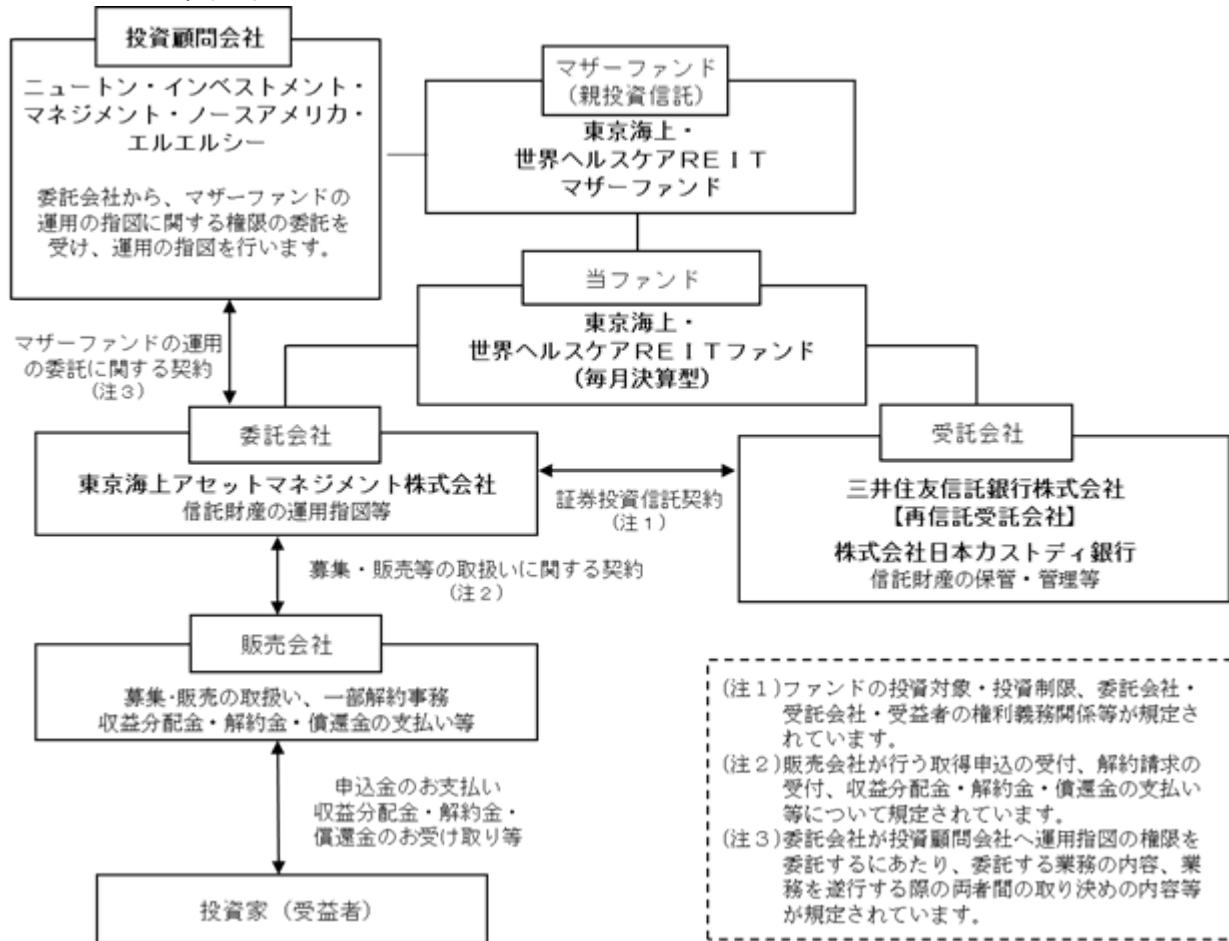 投資顧問会社
ニュートン・インベストメント・
マネジメント・ノースアメリカ・
エルエルシー
委託会社から、マザーファンドの
運用の指図に関する権限の委託を
受け、運用の指図を行います。
マザーファンド
(親投資信託)
東京海上・
世界ヘルスケアREIT
マザーファンド
当ファンド
東京海上・
世界ヘルスケアREITファンド
(毎月決算型)
マザーファンドの運用
の委託に関する契約
(注3)
委託会社
東京海上アセットマネジメント株式会社
信託財産の運用指図等
証券投資信託契約
(注1)
受託会社
三井住友信託銀行株式会社
【再信託受託会社】
株式会社日本カストディ銀行
信託財産の保管・管理等
募集・販売等の取扱いに関する契約
(注2)
販売会社
募集・販売の取扱い、一部解約事務
収益分配金・解約金・償還金の支払い等
申込金のお支払い
収益分配金・解約金・
償還金のお受け取り等
投資家(受益者)
(注1)ファンドの投資対象・投資制限、委託会社・
受託会社・受益者の権利義務関係等が規定さ
れています。
(注2)販売会社が行う取得申込の受付、解約請求の
受付、収益分配金・解約金・償還金の支払い
等について規定されています。
(注3)委託会社が投資顧問会社へ運用指図の権限を
委託するにあたり、委託する業務の内容、業
務を遂行する際の両者間の取り決めの内容等
が規定されています。